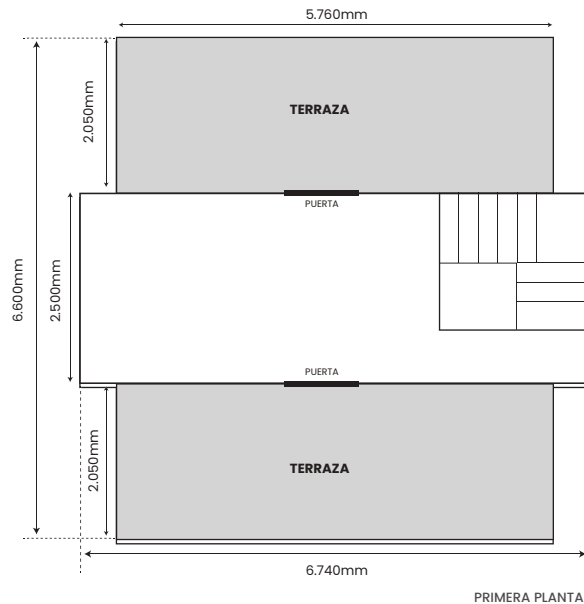 5.760mm
2.050mm
TERRAZA
PUERTA
6.600mm
2.500mm
PUERTA
2.050mm
TERRAZA
6.740mm
PRIMERA PLANTA